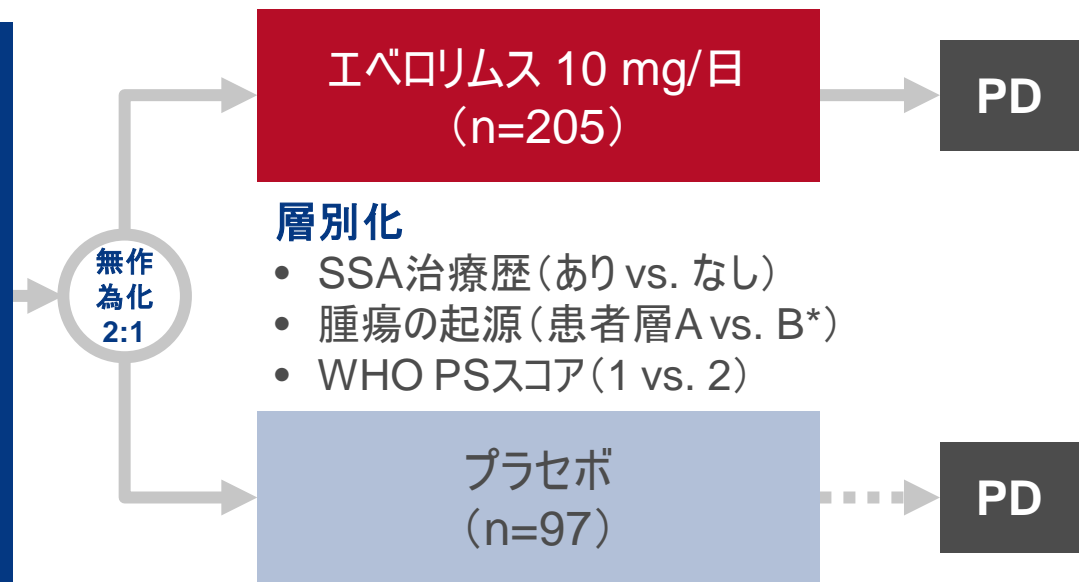 エベロリムス 10 mg/日
（n=205）
PD
無作
為化
2:1
層別化
• SSA治療歴（あり vs. なし）
• 腫瘍の起源（患者層A vs. B*）
• WHO PSスコア（1 vs. 2）
プラセボ
（n=97）
PD